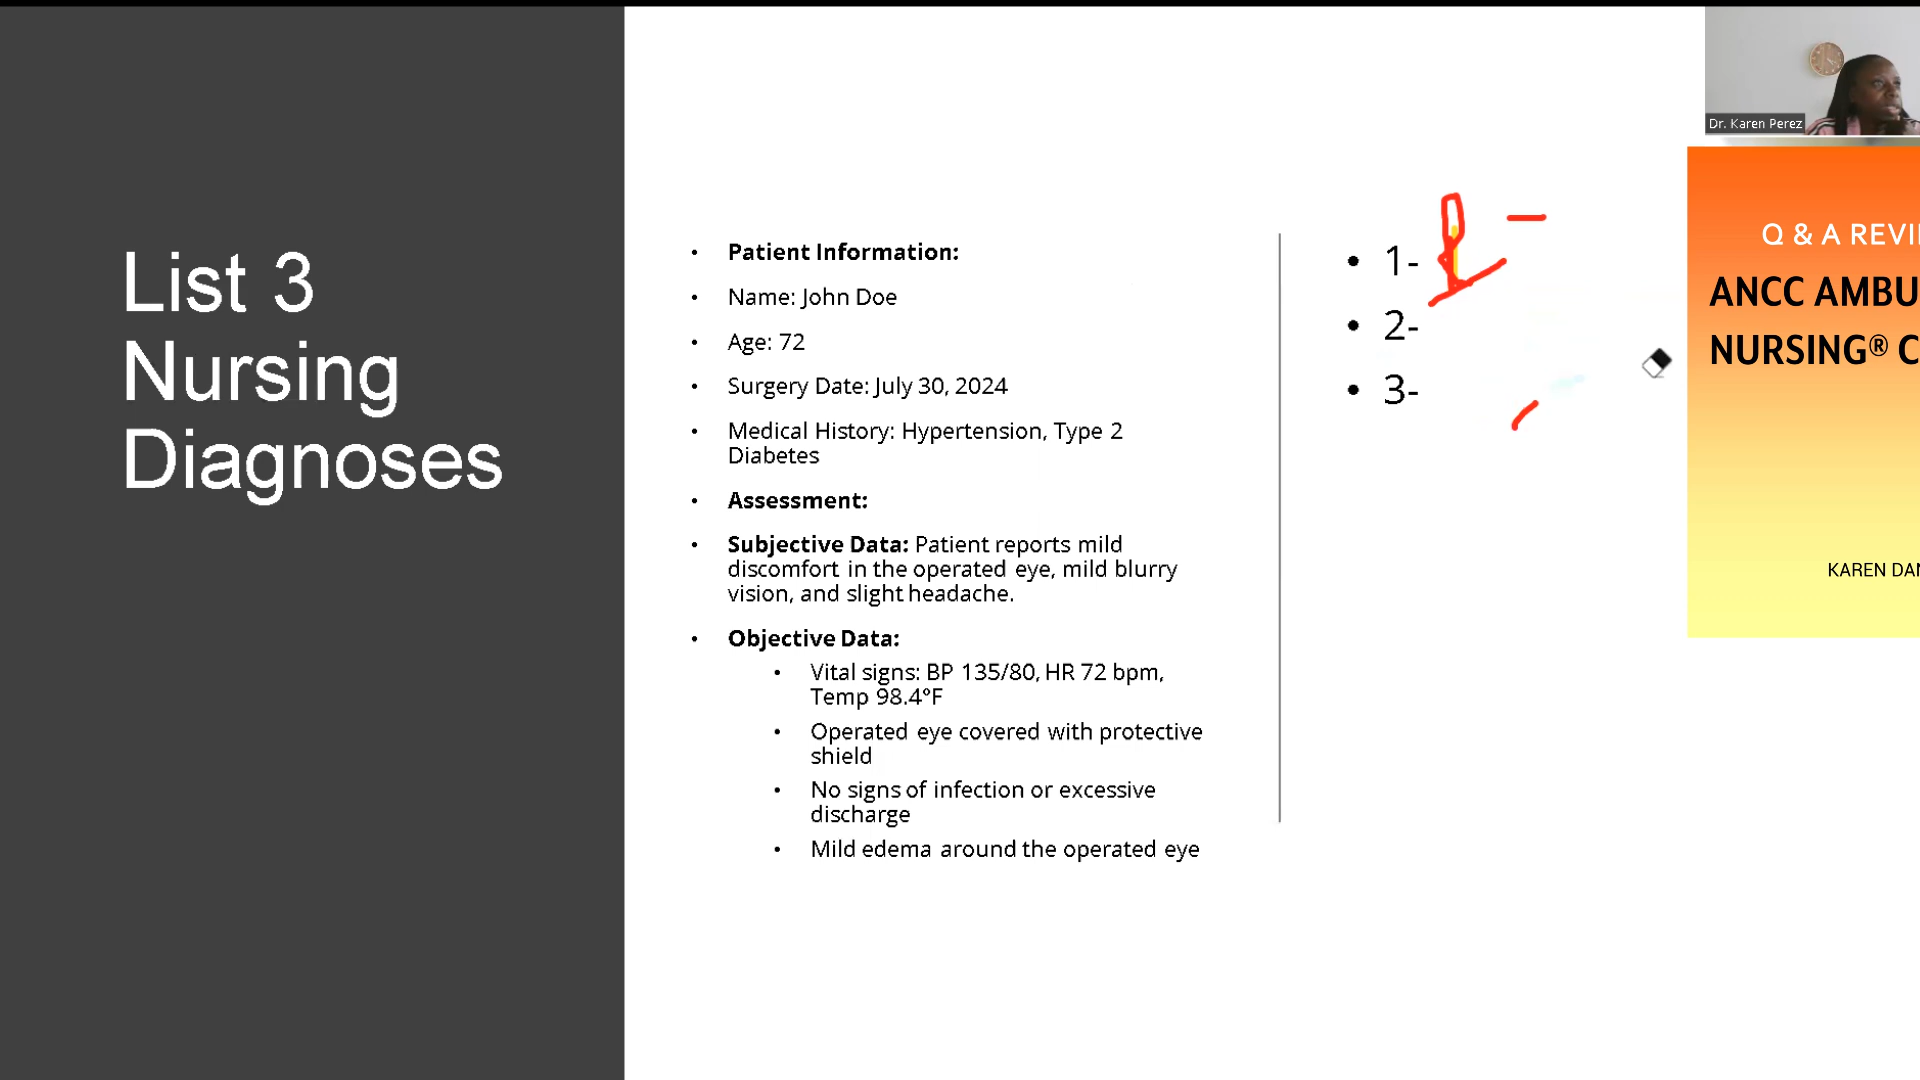 List 3
Nursing
Diagnoses
• Patient Information:
• Name: John Doe
• Age: 72
• Surgery Date: July 30, 2024
• Medical History: Hypertension, Type 2
Diabetes
• Assessment:
• Subjective Data: Patient reports mild
discomfort in the operated eye, mild blurry
vision, and slight headache.
• Objective Data:
• Vital signs: BP 135/80, HR 72 bpm,
Temp 98.4°F
• Operated eye covered with protective
shield
• No signs of infection or excessive
discharge
• Mild edema around the operated eye
• 1-
• 2-
• 3-
Dr. Karen Perez
Q & A REVI
ANCC AMBU
NURSING® C
KAREN DAN